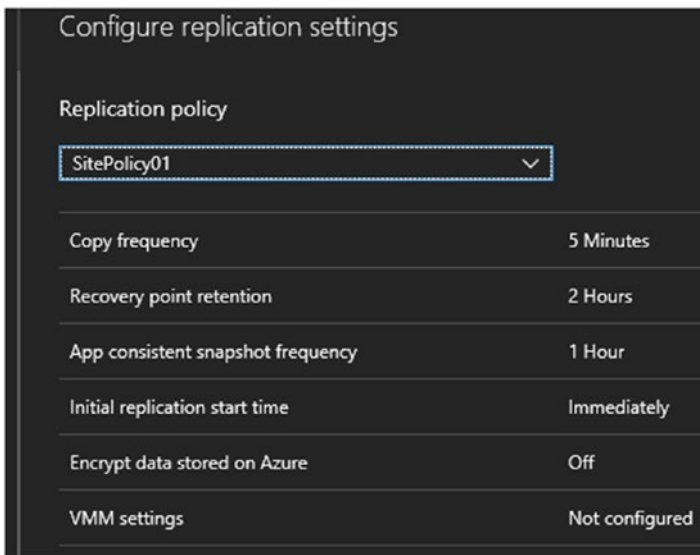 Configure replication settings
Replication policy
SitePolicy01
Copy frequency 5 Minutes
Recovery point retention 2 Hours
App consistent snapshot frequency 1 Hour
Initial replication start time Immediately
Encrypt data stored on Azure Off
VMM settings Not configured